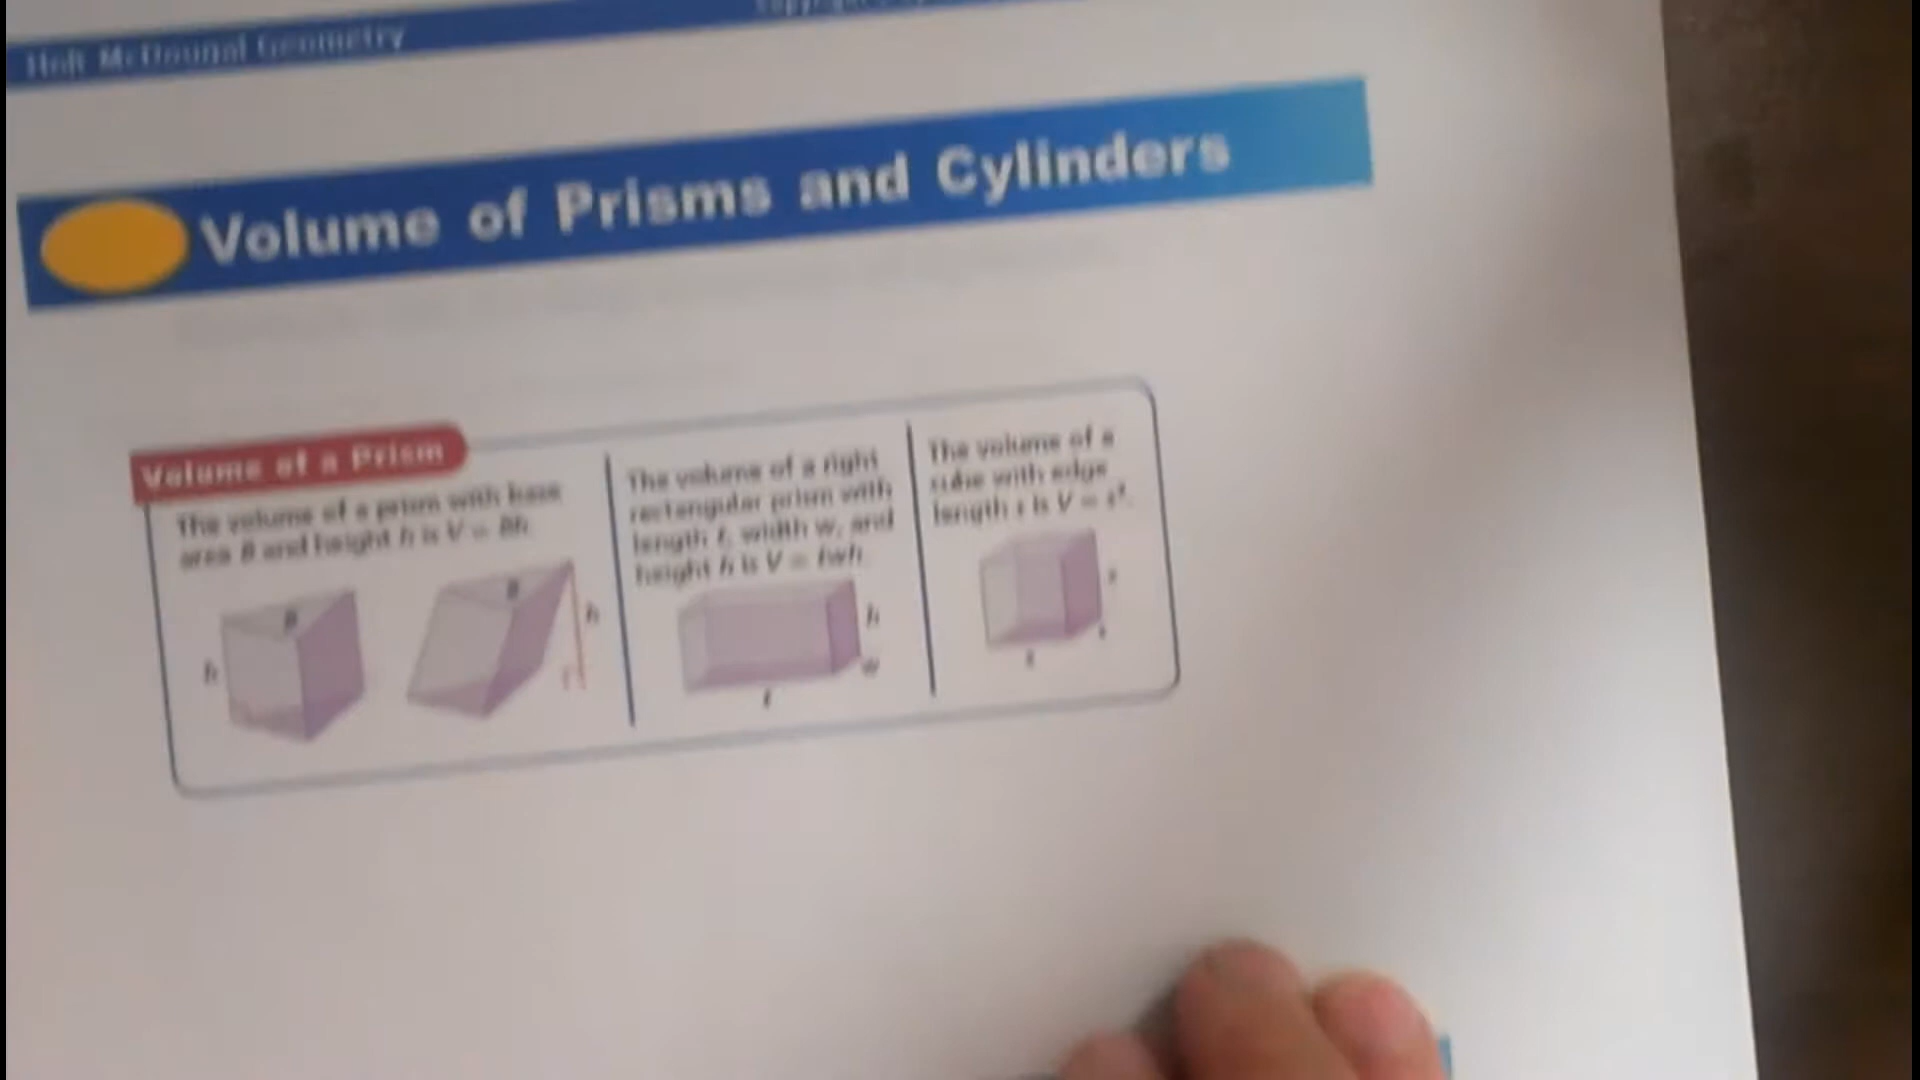 Holt McDougal Geometry
Copyright
Volume of Prisms and Cylinders
Volume of a Prism
The volume of a prism with base
area B and height h is V = Bh.
The volume of a right
rectangular prism with
length ℓ, width w, and
height h is V = ℓwh.
The volume of a
cube with edge
length s is V = s³.
B
h
B
h
h
w
ℓ
s
s
s